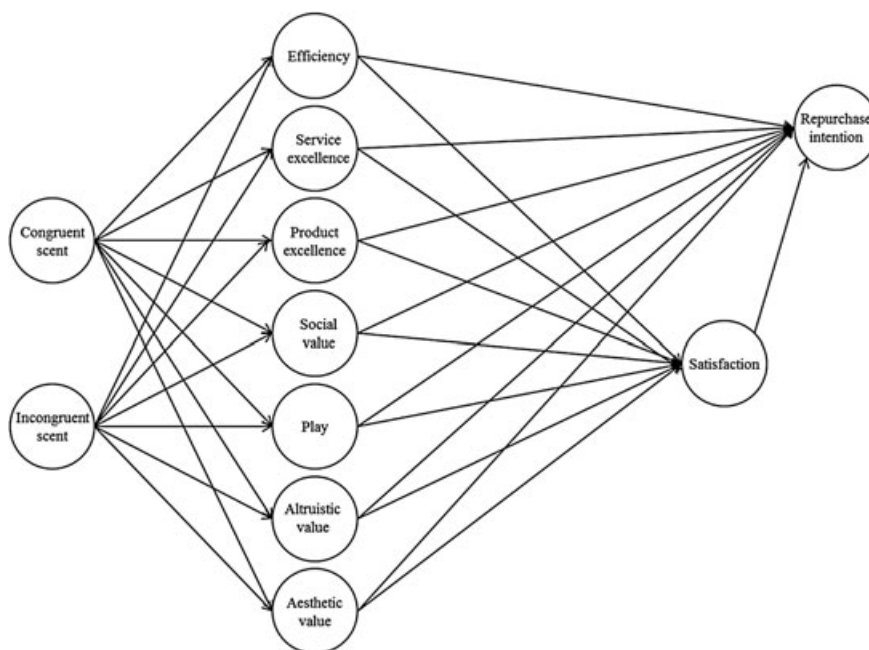 Efficiency
Service
excellence
Product
excellence
Social
value
Play
Altruistic
value
Aesthetic
value
Congruent
scent
Incongruent
scent
Repurchase
intention
Satisfaction